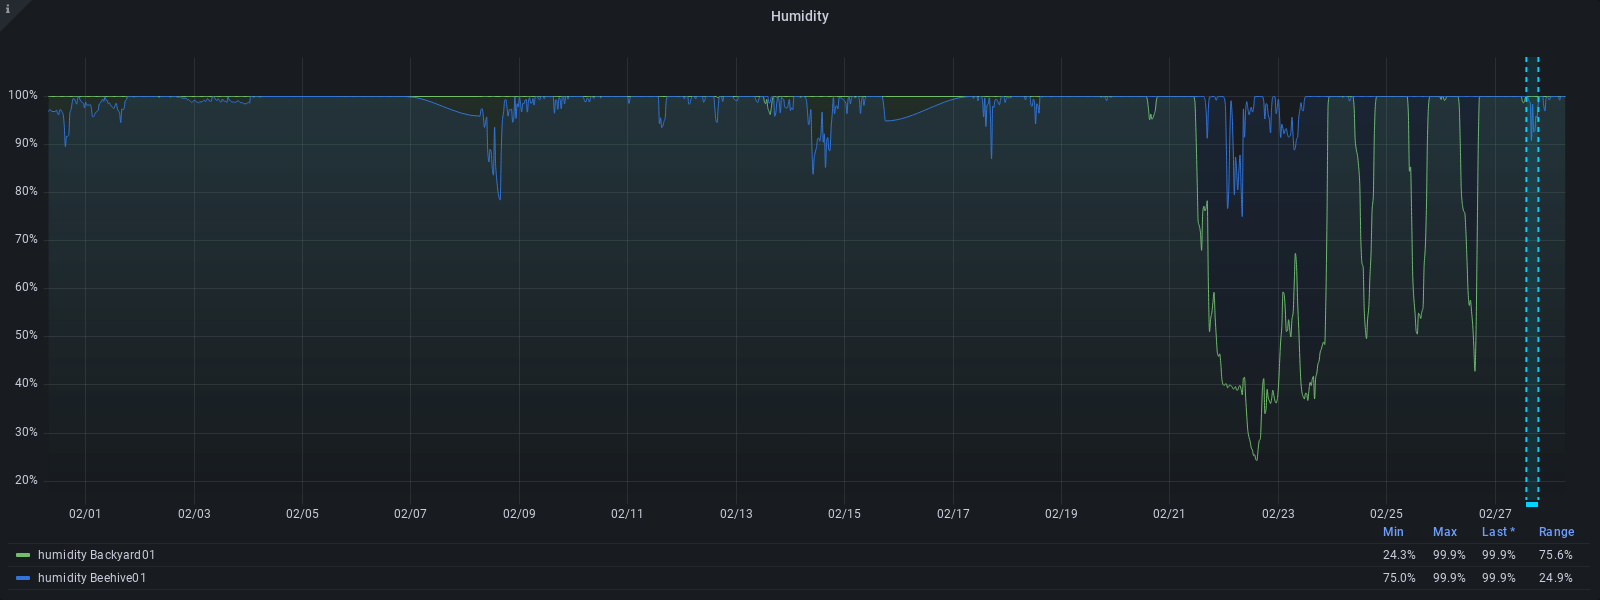 i
Humidity
100%
90%
80%
70%
60%
50%
40%
30%
20%
02/01 02/03 02/05 02/07 02/09 02/11 02/13 02/15 02/17 02/19 02/21 02/23 02/25 02/27
Min Max Last * Range
humidity Backyard01 24.3% 99.9% 99.9% 75.6%
humidity Beehive01 75.0% 99.9% 99.9% 24.9%